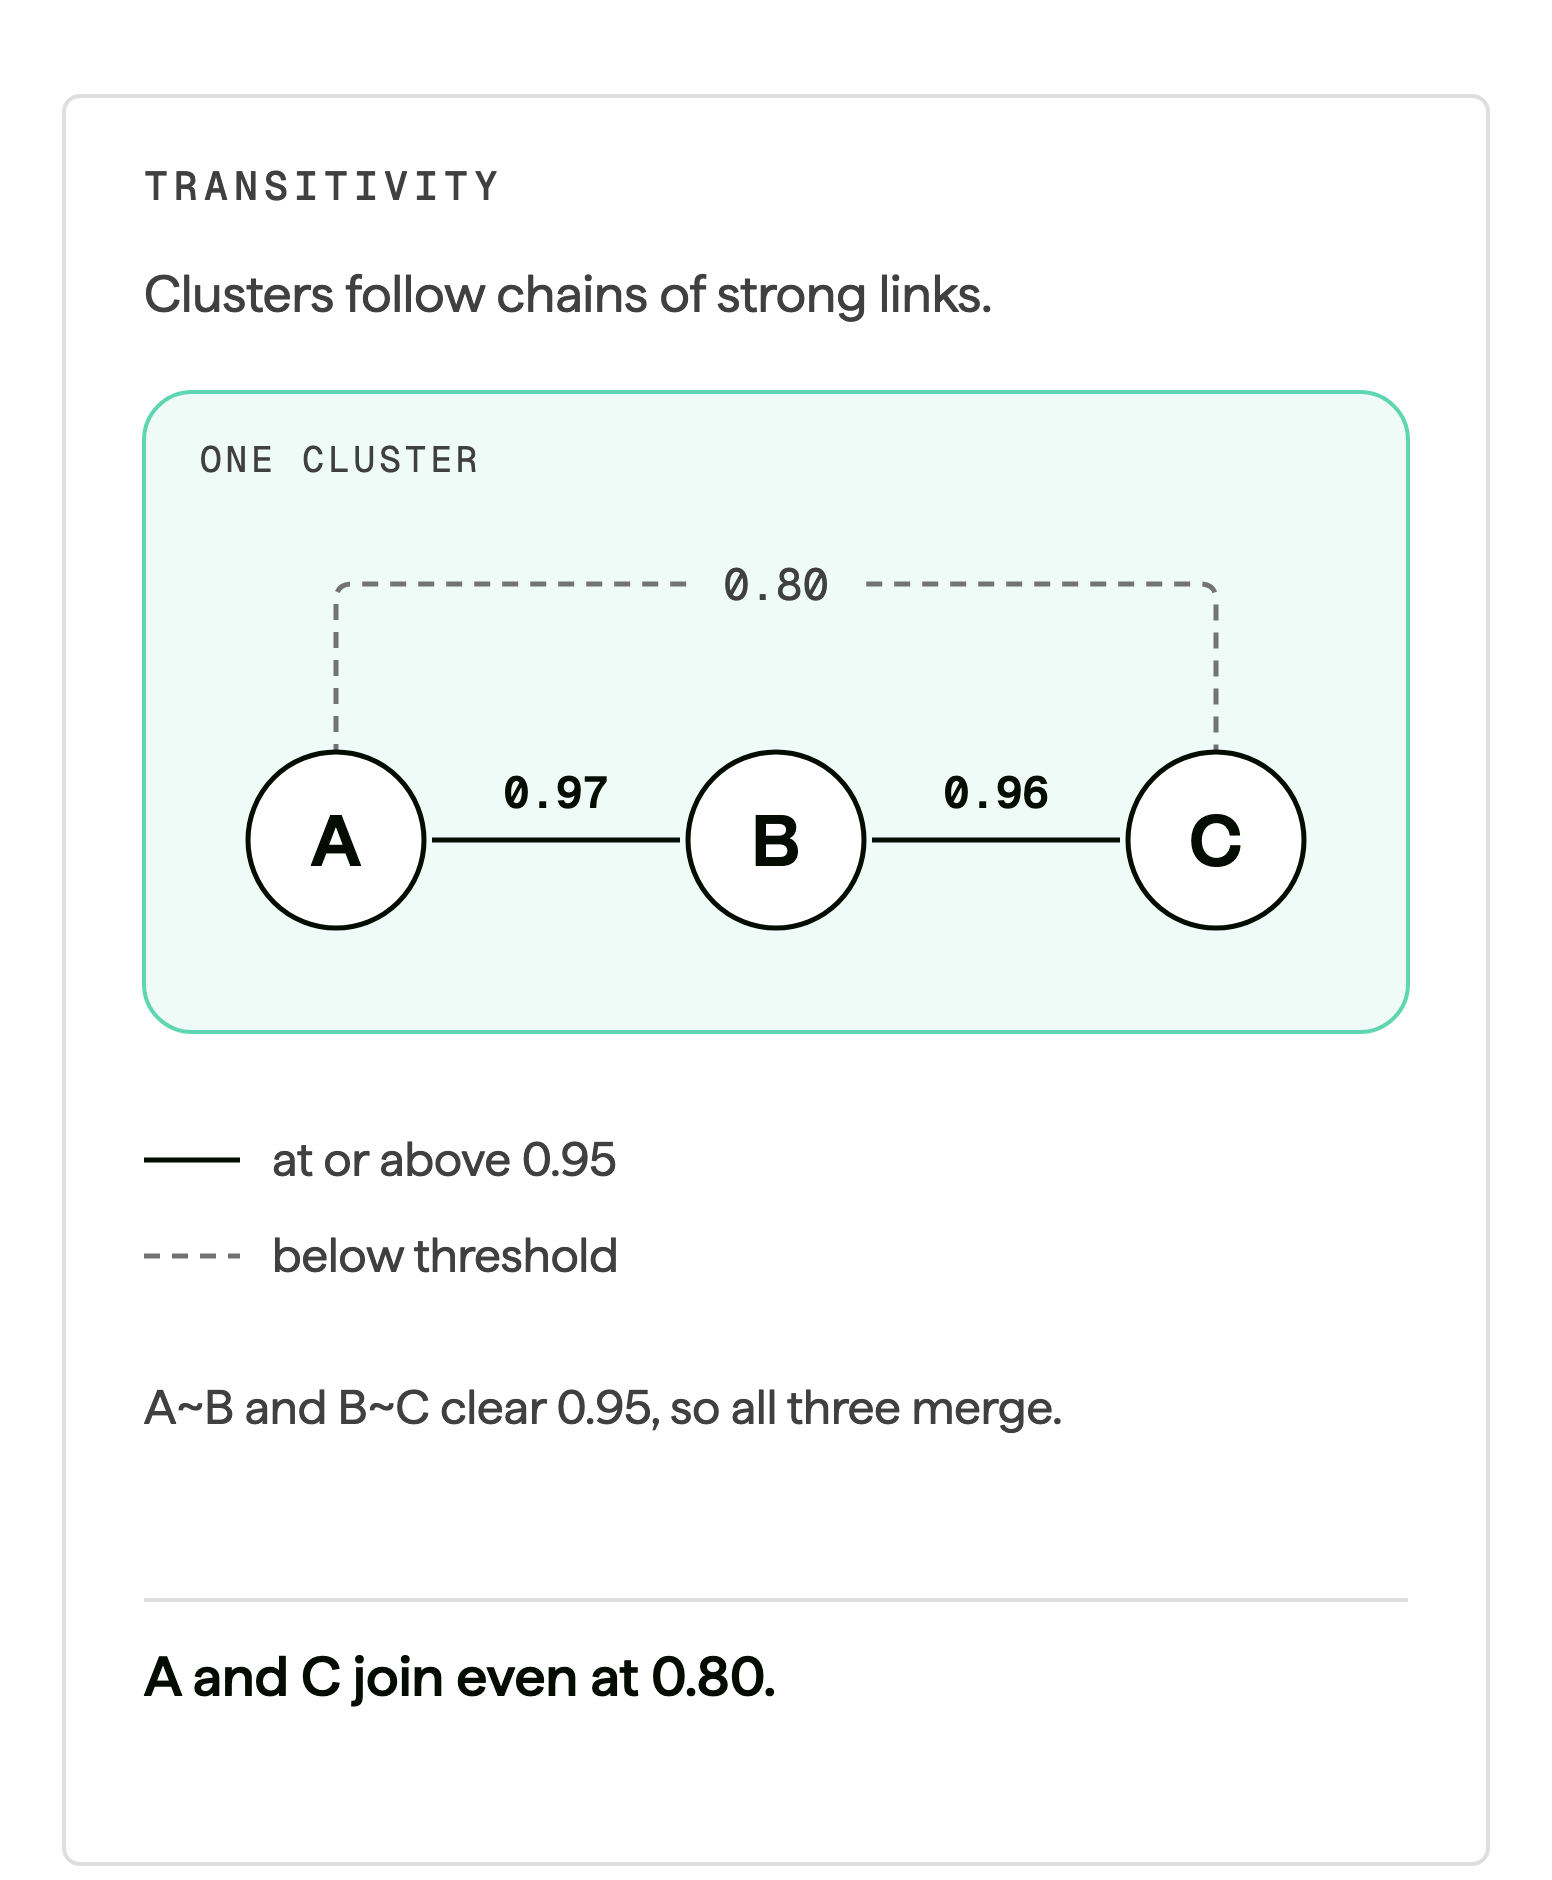 TRANSITIVITY
Clusters follow chains of strong links.
ONE CLUSTER
0.80
0.97
0.96
A
B
C
at or above 0.95
below threshold
A~B and B~C clear 0.95, so all three merge.
A and C join even at 0.80.